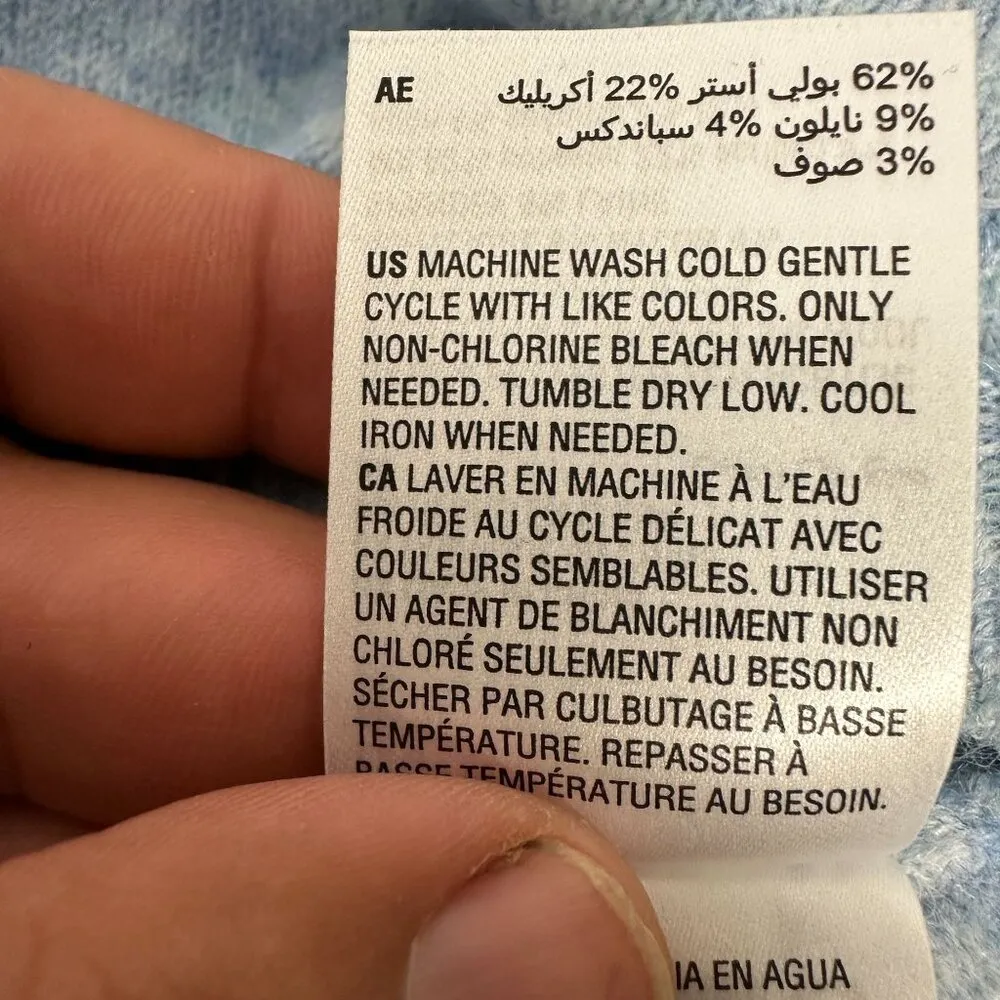 AE
62% بولي أستر 22% أكريليك
9% نايلون 4% سباندكس
3% صوف
US MACHINE WASH COLD GENTLE
CYCLE WITH LIKE COLORS. ONLY
NON-CHLORINE BLEACH WHEN
NEEDED. TUMBLE DRY LOW. COOL
IRON WHEN NEEDED.
CA LAVER EN MACHINE À L'EAU
FROIDE AU CYCLE DÉLICAT AVEC
COULEURS SEMBLABLES. UTILISER
UN AGENT DE BLANCHIMENT NON
CHLORÉ SEULEMENT AU BESOIN.
SÉCHER PAR CULBUTAGE À BASSE
TEMPÉRATURE. REPASSER À
BASSE TEMPÉRATURE AU BESOIN.
EN AGUA